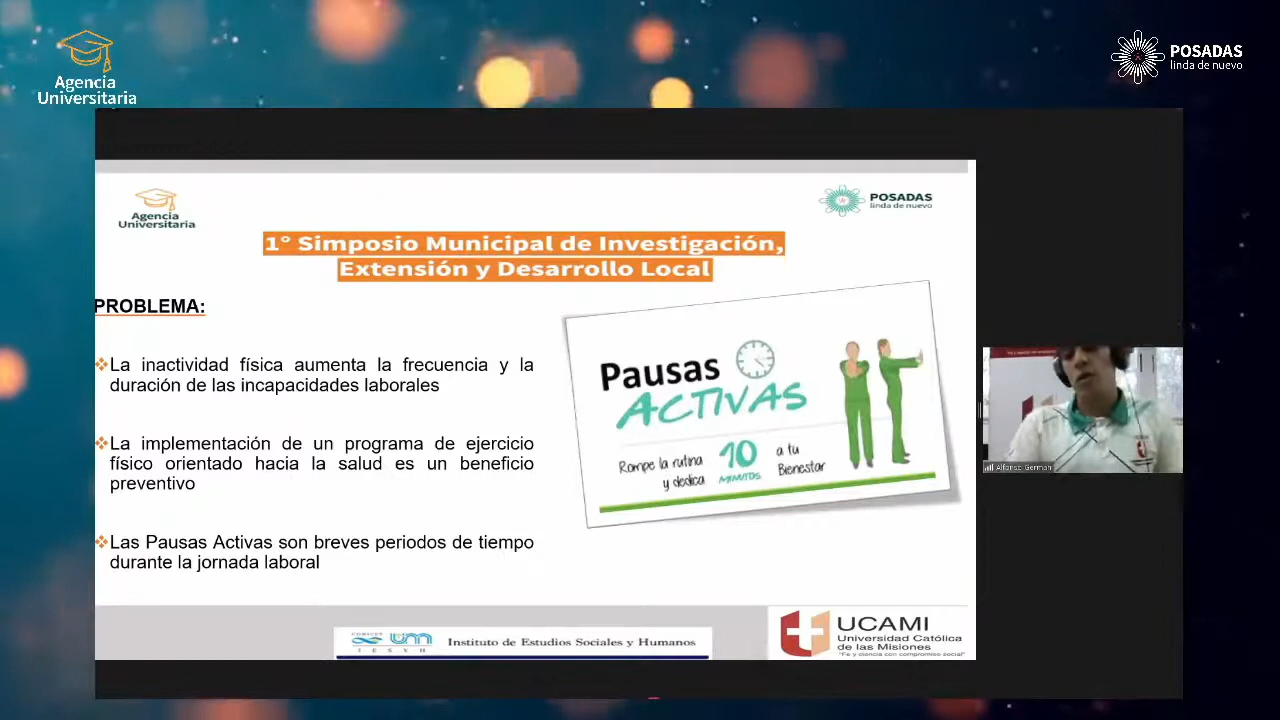 Agencia
Universitaria
POSADAS
linda de nuevo
Agencia
Universitaria
POSADAS
linda de nuevo
1° Simposio Municipal de Investigación,
Extensión y Desarrollo Local
PROBLEMA:
La inactividad física aumenta la frecuencia y la
duración de las incapacidades laborales
La implementación de un programa de ejercicio
físico orientado hacia la salud es un beneficio
preventivo
Las Pausas Activas son breves periodos de tiempo
durante la jornada laboral
Pausas
ACTIVAS
Rompe la rutina
y dedica
10
MINUTOS
a tu
Bienestar
Alfonso German
CONICET
UM
I E S Y H
Instituto de Estudios Sociales y Humanos
UCAMI
Universidad Católica
de las Misiones
"Fe y ciencia con compromiso social"